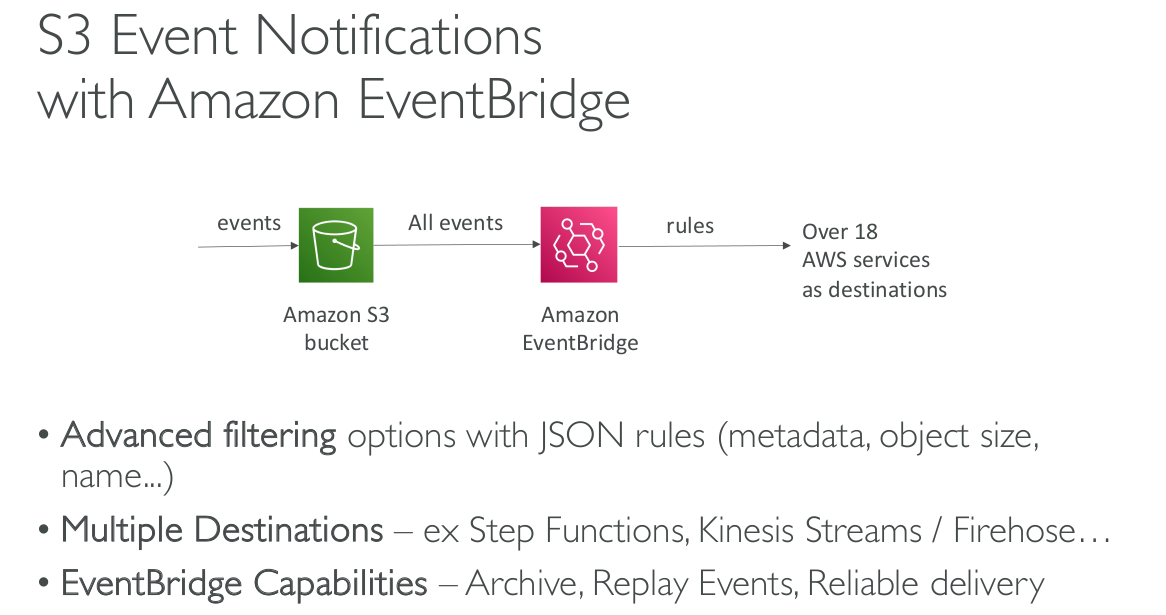 S3 Event Notifications
with Amazon EventBridge
events
All events
rules
Over 18
AWS services
as destinations
Amazon S3
bucket
Amazon
EventBridge
• Advanced filtering options with JSON rules (metadata, object size,
name...)
• Multiple Destinations – ex Step Functions, Kinesis Streams / Firehose…
• EventBridge Capabilities – Archive, Replay Events, Reliable delivery